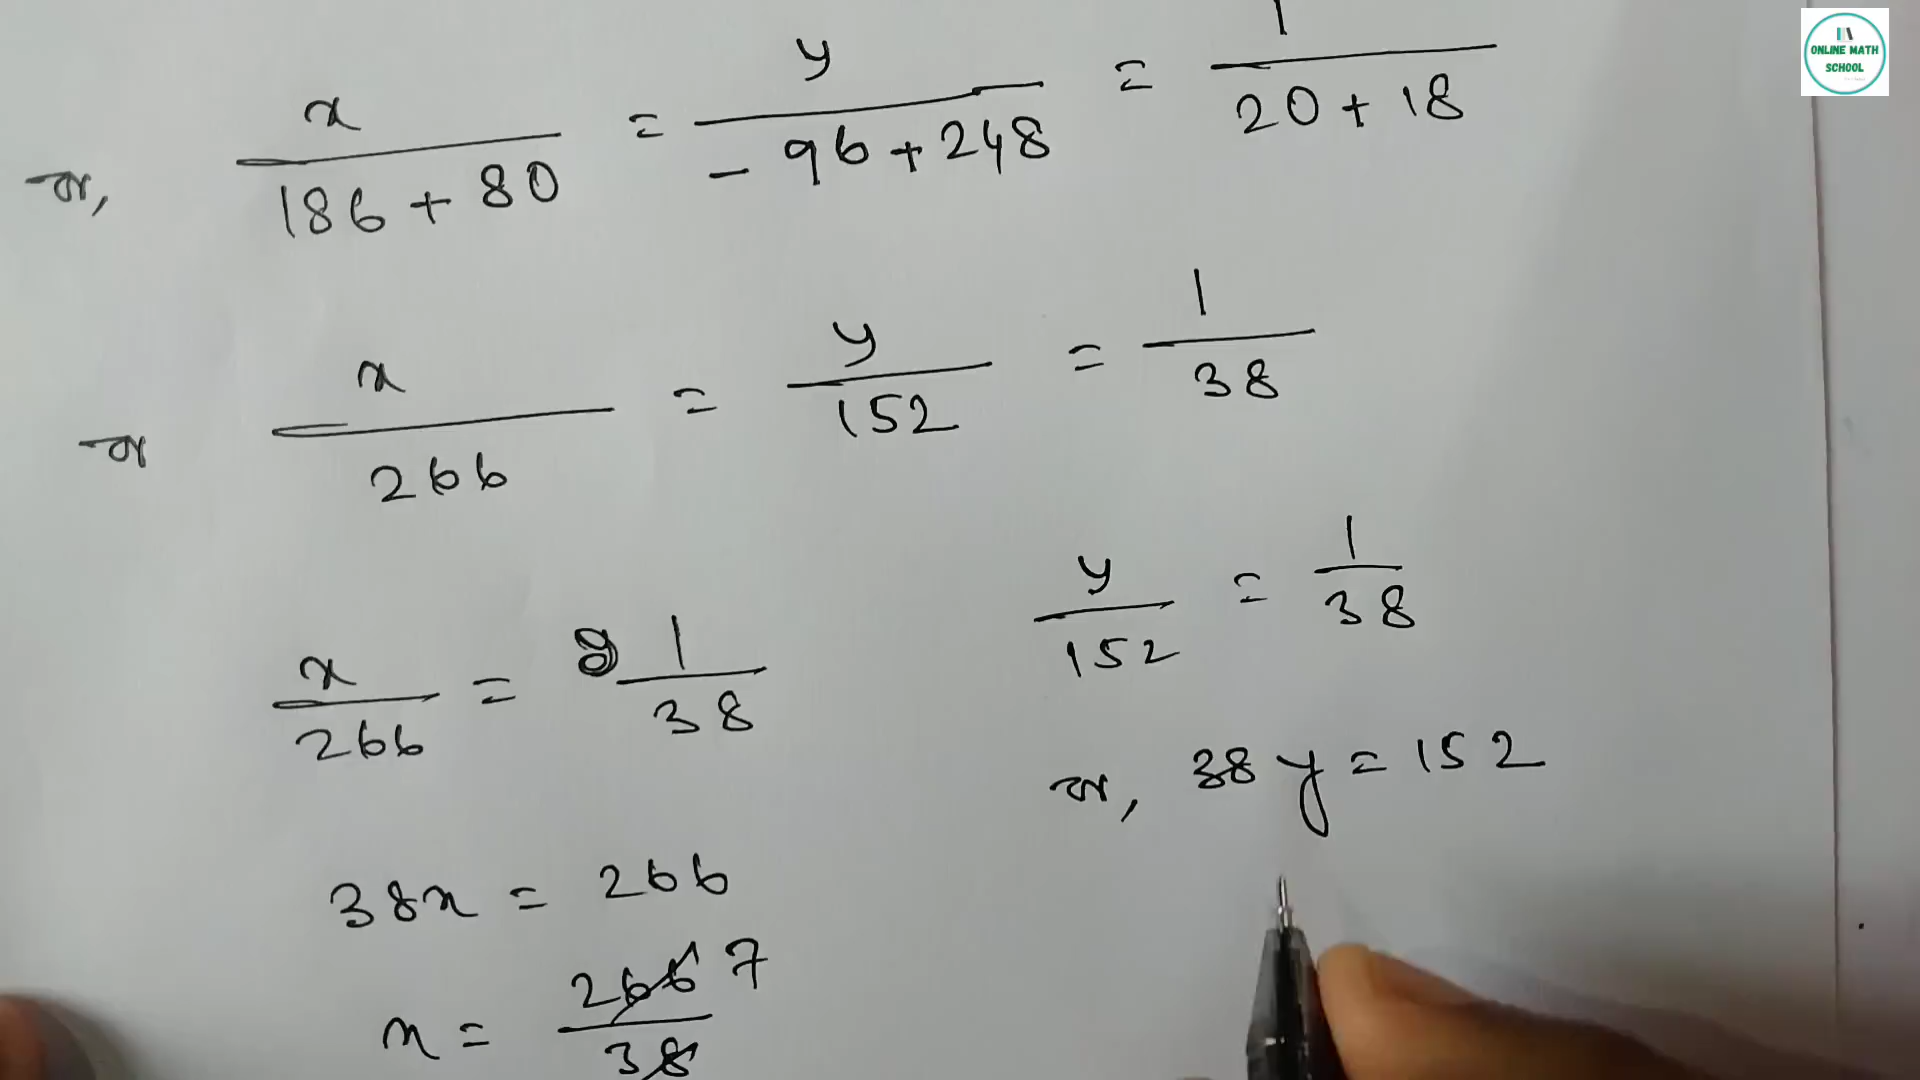 ONLINE MATH
SCHOOL
বা, x/(186 + 80) = y/(- 96 + 248) = 1/(20 + 18)
বা x/266 = y/152 = 1/38
x/266 = 1/38
38x = 266
x = 266/38 7
y/152 = 1/38
বা, 38y = 152